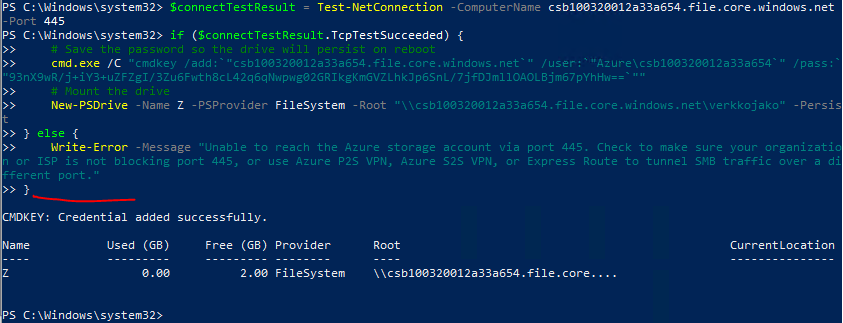 PS C:\Windows\system32> $connectTestResult = Test-NetConnection -ComputerName csb100320012a33a654.file.core.windows.net
-Port 445
PS C:\Windows\system32> if ($connectTestResult.TcpTestSucceeded) {
>>     # Save the password so the drive will persist on reboot
>>     cmd.exe /C "cmdkey /add:`"csb100320012a33a654.file.core.windows.net`" /user:`"Azure\csb100320012a33a654`" /pass:`
"93nX9wR/j+iY3+uZFZgI/3Zu6Fwth8cL42q6qNwpwg02GRIkgKmGVZLhkJp6SnL/7jfDJmllOAOLBjm67pYhHw==`""
>>     # Mount the drive
>>     New-PSDrive -Name Z -PSProvider FileSystem -Root "\\csb100320012a33a654.file.core.windows.net\verkkojako" -Persis
t
>> } else {
>>     Write-Error -Message "Unable to reach the Azure storage account via port 445. Check to make sure your organizatio
n or ISP is not blocking port 445, or use Azure P2S VPN, Azure S2S VPN, or Express Route to tunnel SMB traffic over a di
fferent port."
>> }
CMDKEY: Credential added successfully.
Name           Used (GB)     Free (GB) Provider      Root                                               CurrentLocation
----           ---------     --------- --------      ----                                               ---------------
Z                   0.00          2.00 FileSystem    \\csb100320012a33a654.file.core....
PS C:\Windows\system32>